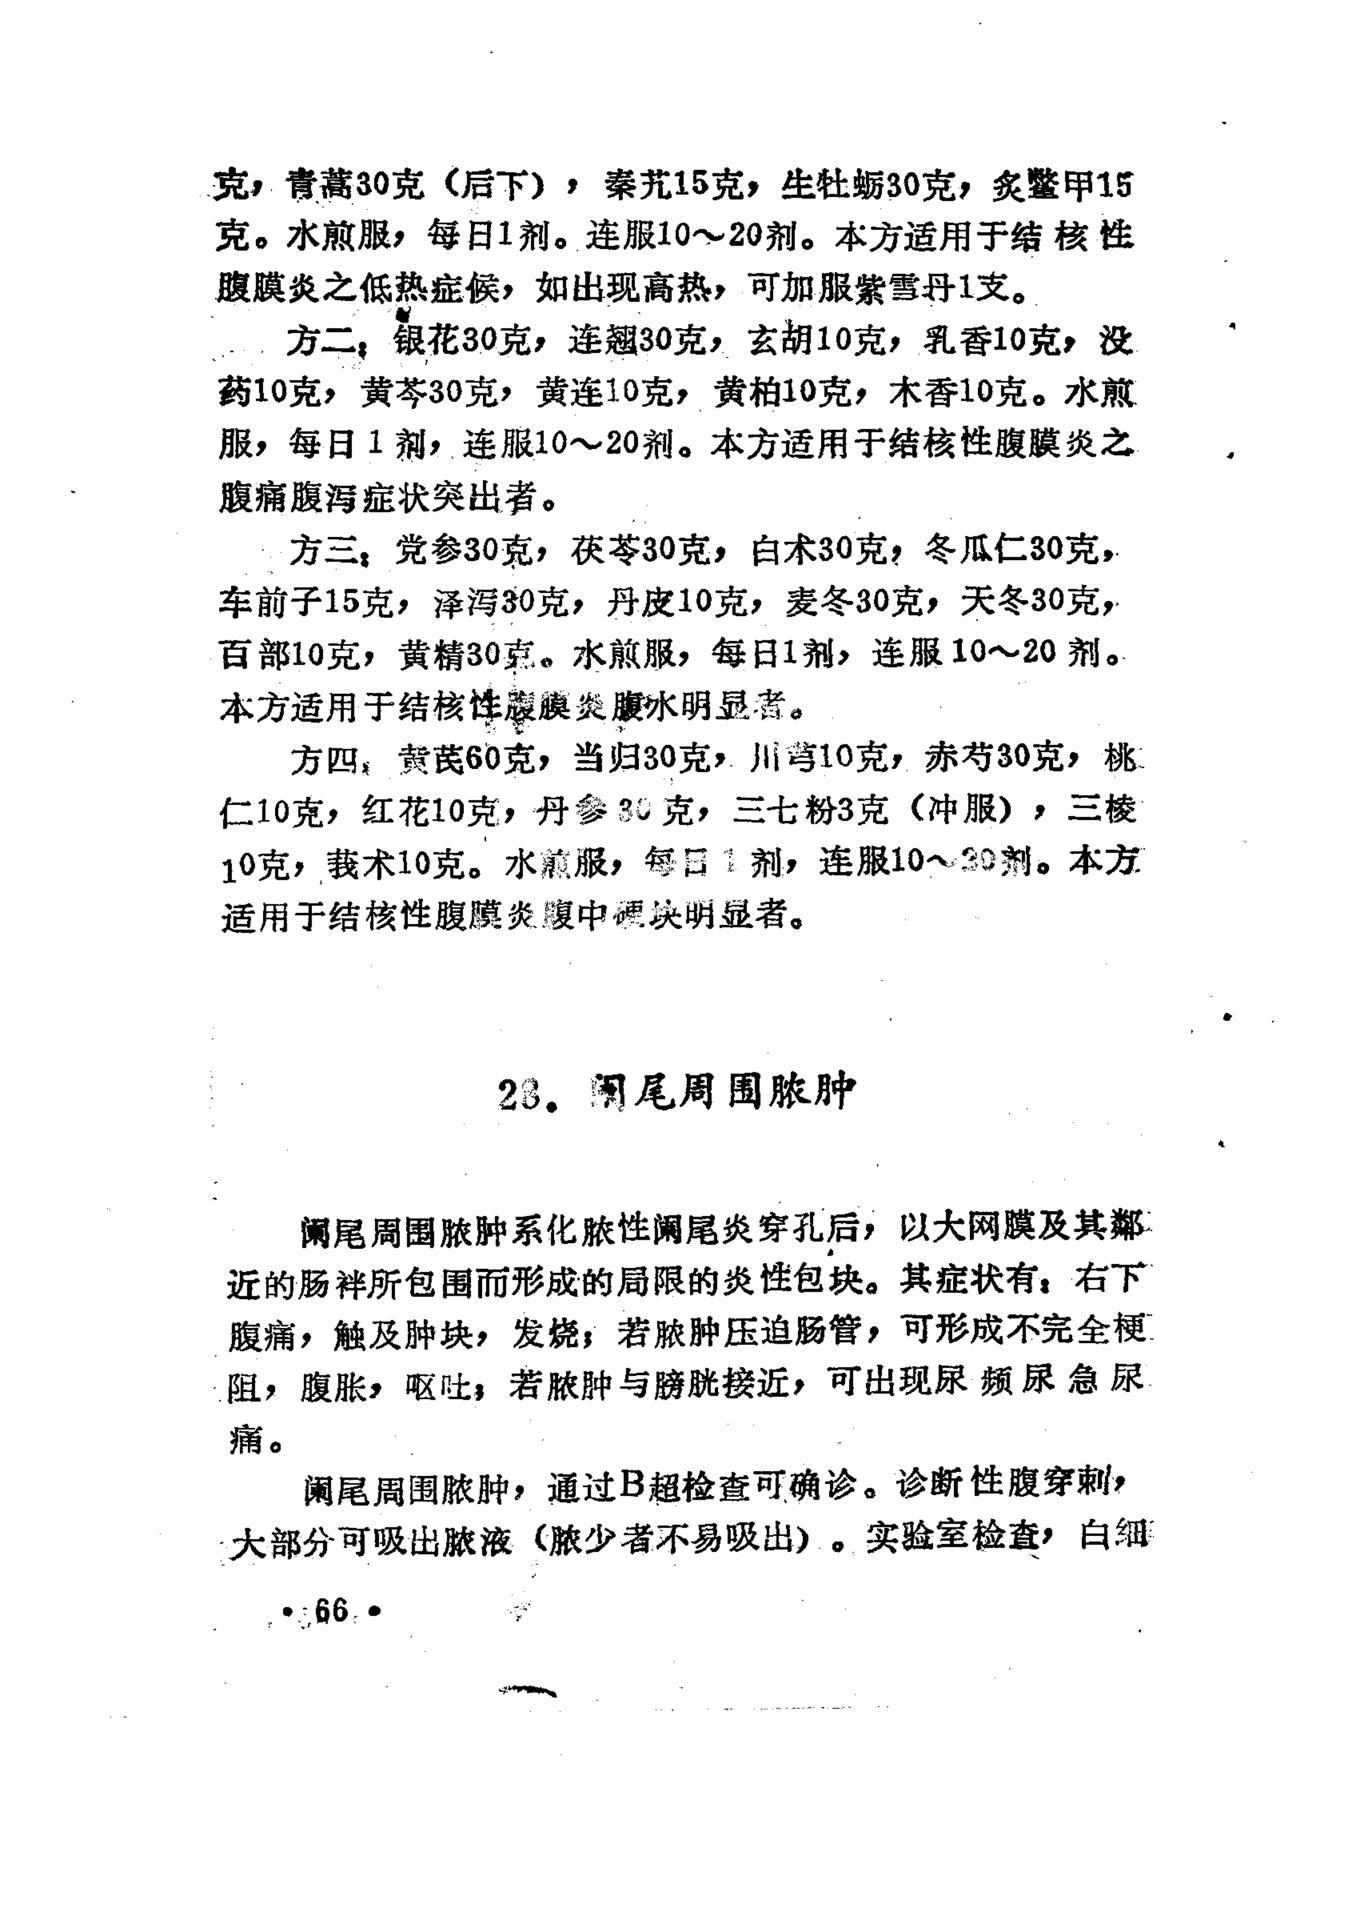 克，青蒿30克（后下），秦艽15克，生牡蛎30克，炙鳖甲15
克。水煎服，每日1剂。连服10～20剂。本方适用于结核性
腹膜炎之低热症候，如出现高热，可加服紫雪丹1支。
方二：银花30克，连翘30克，玄胡10克，乳香10克，没
药10克，黄芩30克，黄连10克，黄柏10克，木香10克。水煎
服，每日1剂，连服10～20剂。本方适用于结核性腹膜炎之
腹痛腹泻症状突出者。
方三：党参30克，茯苓30克，白术30克，冬瓜仁30克，
车前子15克，泽泻30克，丹皮10克，麦冬30克，天冬30克，
百部10克，黄精30克。水煎服，每日1剂，连服10～20剂。
本方适用于结核性腹膜炎腹水明显者。
方四：黄芪60克，当归30克，川芎10克，赤芍30克，桃
仁10克，红花10克，丹参30克，三七粉3克（冲服），三棱
10克，莪术10克。水煎服，每日1剂，连服10～30剂。本方
适用于结核性腹膜炎腹中硬块明显者。
28．阑尾周围脓肿
阑尾周围脓肿系化脓性阑尾炎穿孔后，以大网膜及其鄰
近的肠袢所包围而形成的局限的炎性包块。其症状有：右下
腹痛，触及肿块，发烧；若脓肿压迫肠管，可形成不完全梗
阻，腹胀，呕吐；若脓肿与膀胱接近，可出现尿频尿急尿
痛。
阑尾周围脓肿，通过B超检查可确诊。诊断性腹穿刺，
大部分可吸出脓液（脓少者不易吸出）。实验室检查，白细
• 66 •